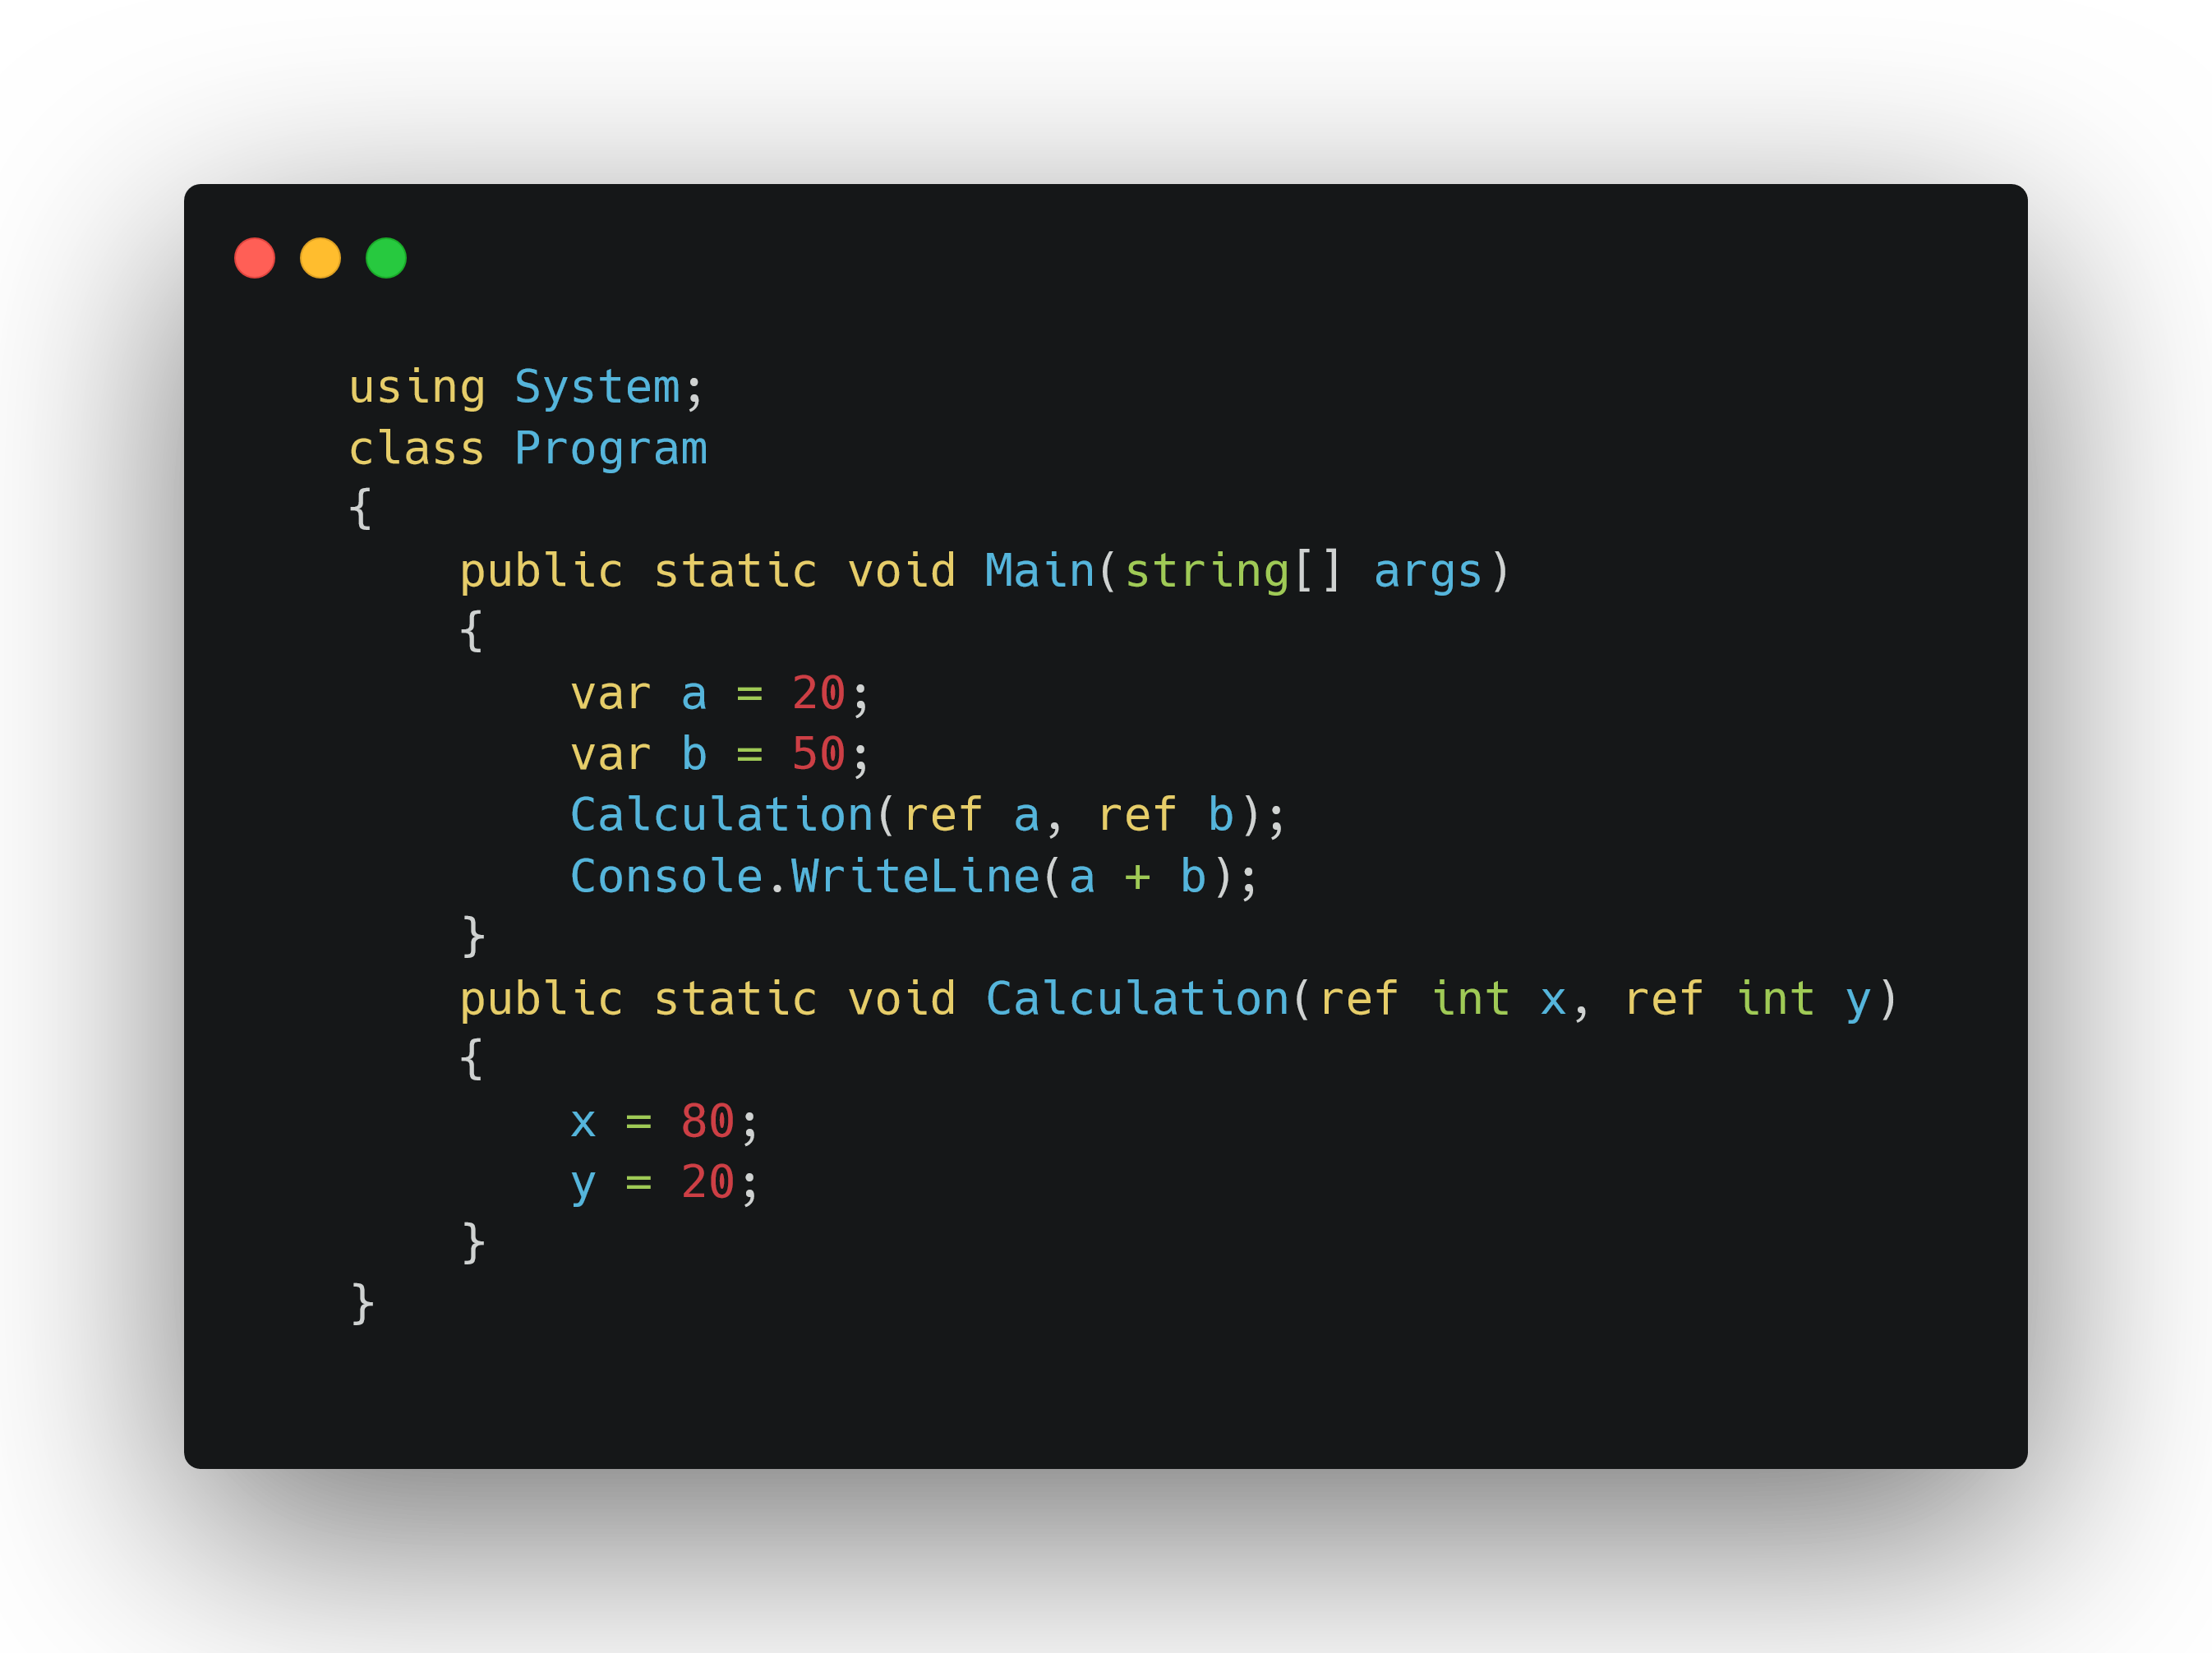 using System;
class Program
{
    public static void Main(string[] args)
    {
        var a = 20;
        var b = 50;
        Calculation(ref a, ref b);
        Console.WriteLine(a + b);
    }
    public static void Calculation(ref int x, ref int y)
    {
        x = 80;
        y = 20;
    }
}